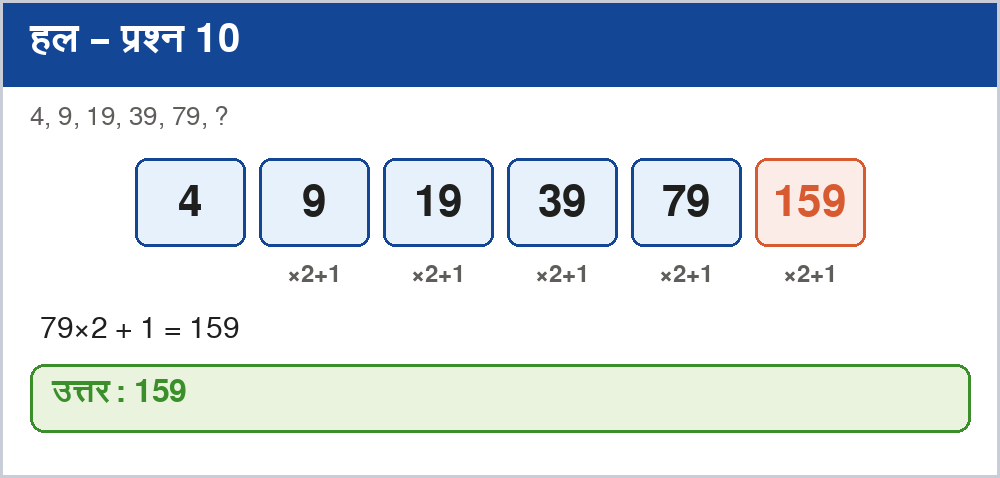 हल – प्रश्न 10
4, 9, 19, 39, 79, ?
4 9 19 39 79 159
×2+1 ×2+1 ×2+1 ×2+1 ×2+1
79×2 + 1 = 159
उत्तर : 159